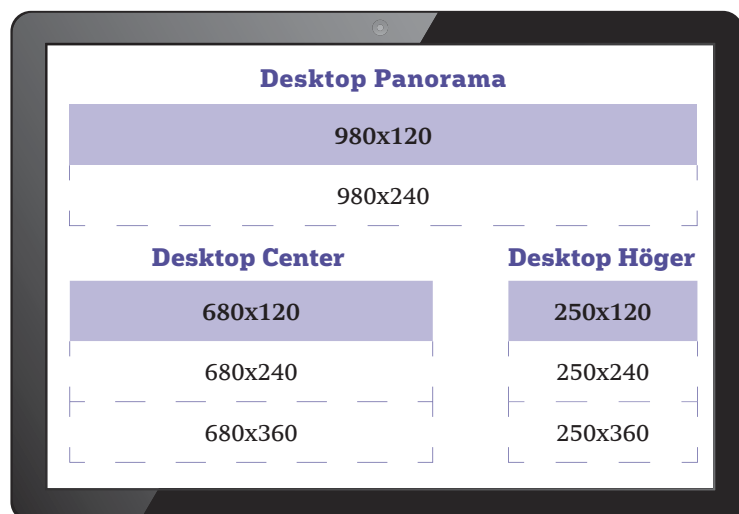 Desktop Panorama
980x120
980x240
Desktop Center
680x120
680x240
680x360
Desktop Höger
250x120
250x240
250x360